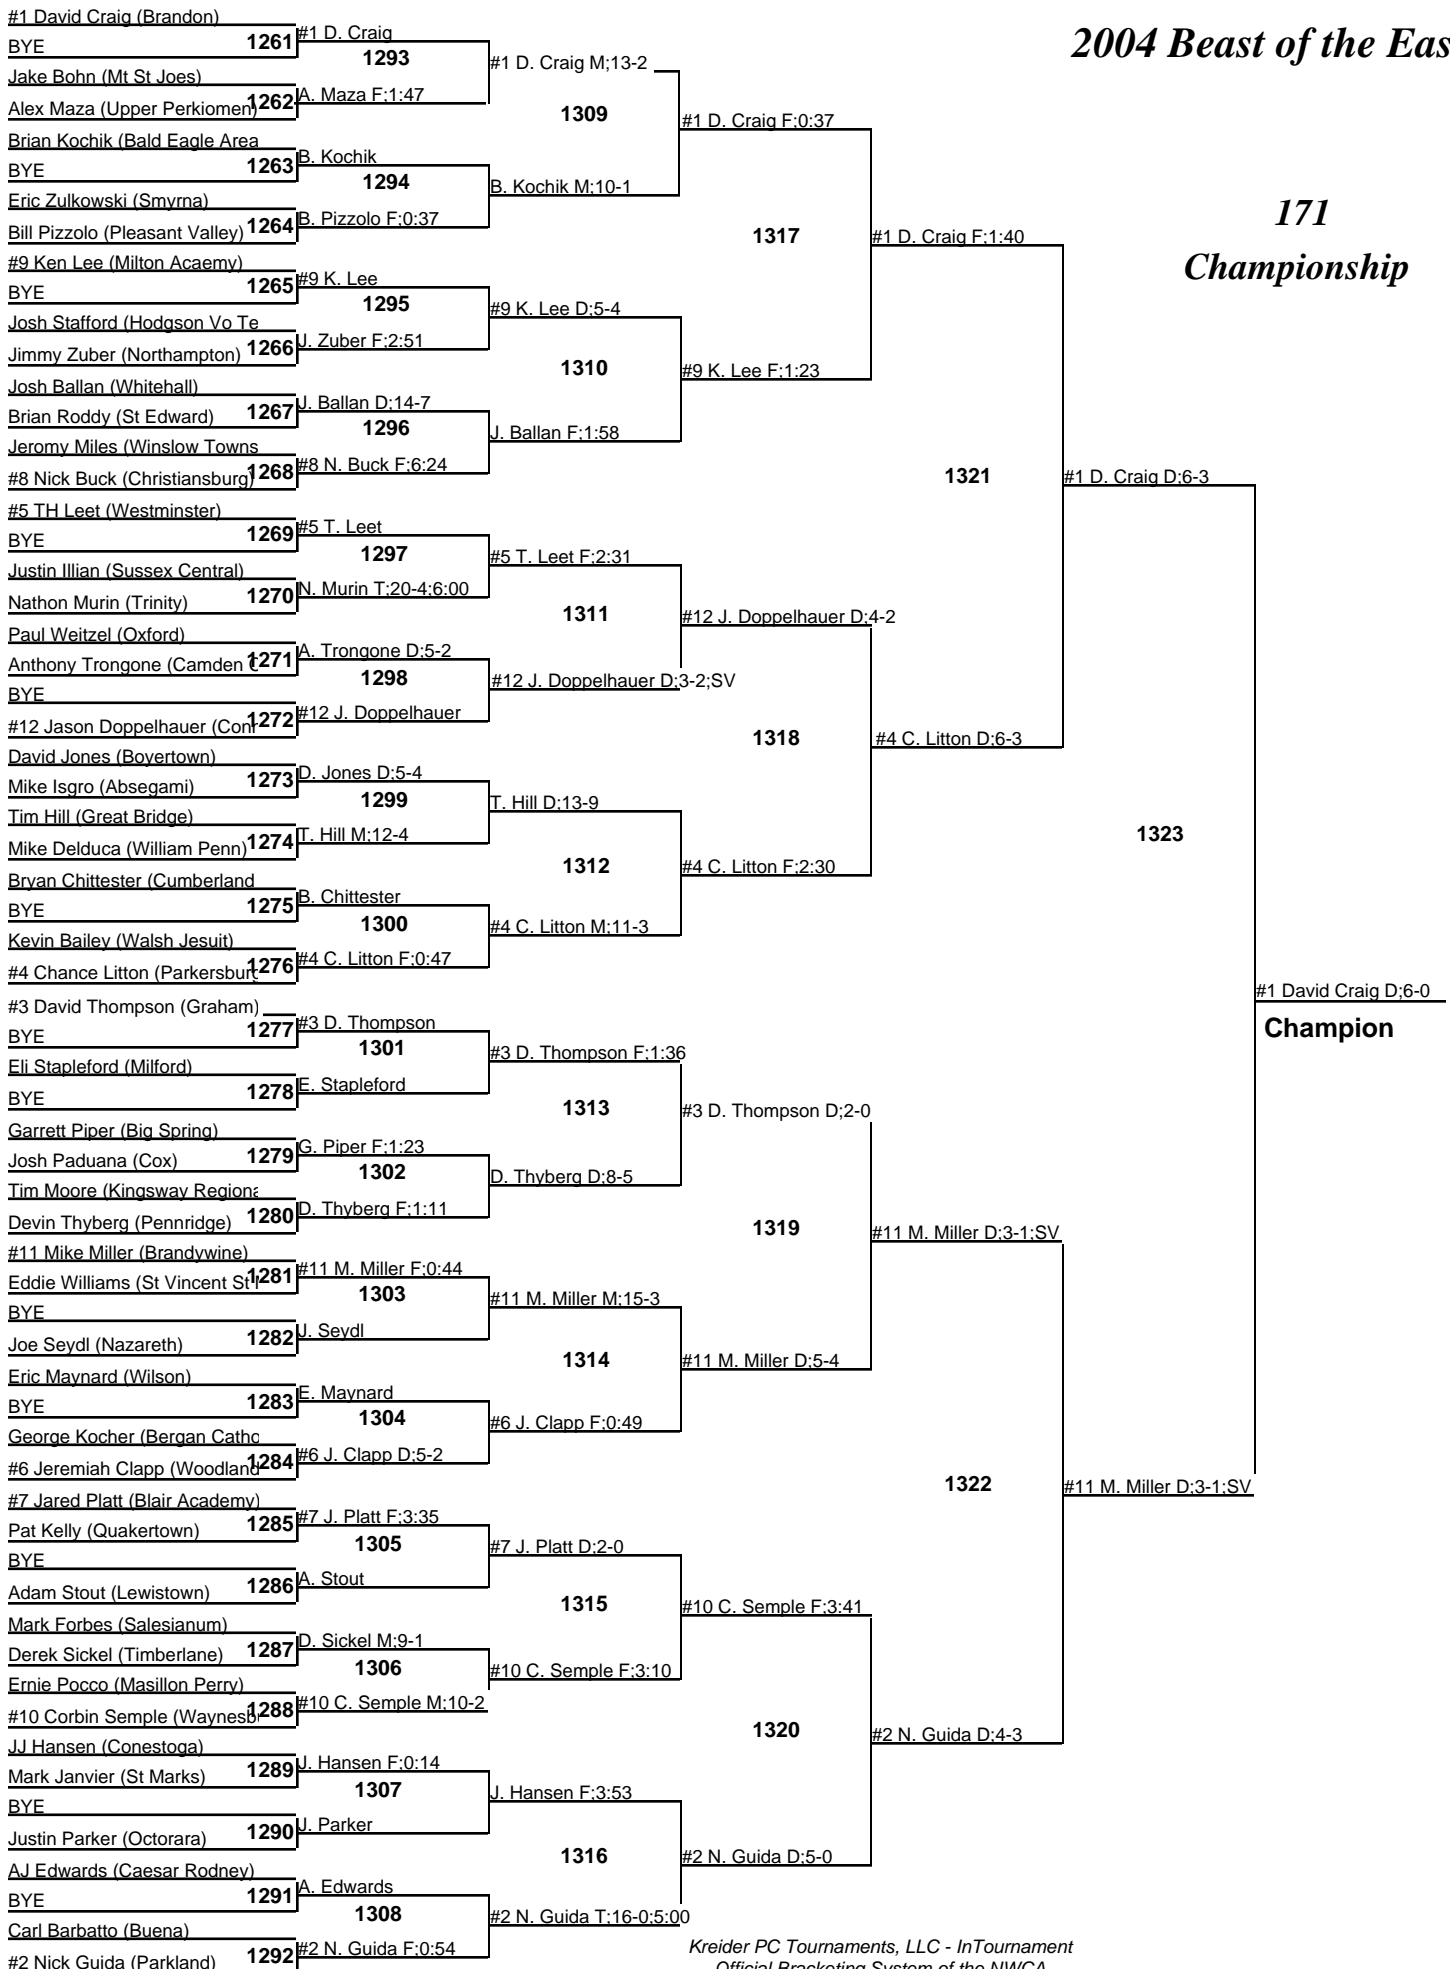 2004 Beast of the Eas
171
Championship
#1 David Craig (Brandon)
BYE
1261
Jake Bohn (Mt St Joes)
Alex Maza (Upper Perkiomen)
1262
Brian Kochik (Bald Eagle Area
BYE
1263
Eric Zulkowski (Smyrna)
Bill Pizzolo (Pleasant Valley)
1264
#9 Ken Lee (Milton Acaemy)
BYE
1265
Josh Stafford (Hodgson Vo Te
Jimmy Zuber (Northampton)
1266
Josh Ballan (Whitehall)
Brian Roddy (St Edward)
1267
Jeromy Miles (Winslow Towns
#8 Nick Buck (Christiansburg)
1268
#5 TH Leet (Westminster)
BYE
1269
Justin Illian (Sussex Central)
Nathon Murin (Trinity)
1270
Paul Weitzel (Oxford)
Anthony Trongone (Camden
1271
BYE
#12 Jason Doppelhauer (Con
1272
David Jones (Boyertown)
Mike Isgro (Absegami)
1273
Tim Hill (Great Bridge)
Mike Delduca (William Penn)
1274
Bryan Chittester (Cumberland
BYE
1275
Kevin Bailey (Walsh Jesuit)
#4 Chance Litton (Parkersburg
1276
#3 David Thompson (Graham)
BYE
1277
Eli Stapleford (Milford)
BYE
1278
Garrett Piper (Big Spring)
Josh Paduana (Cox)
1279
Tim Moore (Kingsway Regiona
Devin Thyberg (Pennridge)
1280
#11 Mike Miller (Brandywine)
Eddie Williams (St Vincent St
1281
BYE
Joe Seydl (Nazareth)
1282
Eric Maynard (Wilson)
BYE
1283
George Kocher (Bergan Catho
#6 Jeremiah Clapp (Woodland
1284
#7 Jared Platt (Blair Academy)
Pat Kelly (Quakertown)
1285
BYE
Adam Stout (Lewistown)
1286
Mark Forbes (Salesianum)
Derek Sickel (Timberlane)
1287
Ernie Pocco (Masillon Perry)
#10 Corbin Semple (Waynesb
1288
JJ Hansen (Conestoga)
Mark Janvier (St Marks)
1289
BYE
Justin Parker (Octorara)
1290
AJ Edwards (Caesar Rodney)
BYE
1291
Carl Barbatto (Buena)
#2 Nick Guida (Parkland)
1292
#1 D. Craig
1293
A. Maza F;1:47
B. Kochik
1294
B. Pizzolo F;0:37
#9 K. Lee
1295
J. Zuber F;2:51
J. Ballan D;14-7
1296
#8 N. Buck F;6:24
#5 T. Leet
1297
N. Murin T;20-4;6:00
A. Trongone D;5-2
1298
#12 J. Doppelhauer
D. Jones D;5-4
1299
T. Hill M;12-4
B. Chittester
1300
#4 C. Litton F;0:47
#3 D. Thompson
1301
E. Stapleford
G. Piper F;1:23
1302
D. Thyberg F;1:11
#11 M. Miller F;0:44
1303
J. Seydl
E. Maynard
1304
#6 J. Clapp D;5-2
#7 J. Platt F;3:35
1305
A. Stout
D. Sickel M;9-1
1306
#10 C. Semple M;10-2
J. Hansen F;0:14
1307
J. Parker
A. Edwards
1308
#2 N. Guida F;0:54
#1 D. Craig M;13-2
1309
B. Kochik M;10-1
#9 K. Lee D;5-4
1310
J. Ballan F;1:58
#5 T. Leet F;2:31
1311
#12 J. Doppelhauer D;3-2;SV
T. Hill D;13-9
1312
#4 C. Litton M;11-3
#3 D. Thompson F;1:36
1313
D. Thyberg D;8-5
#11 M. Miller M;15-3
1314
#6 J. Clapp F;0:49
#7 J. Platt D;2-0
1315
#10 C. Semple F;3:10
J. Hansen F;3:53
1316
#2 N. Guida T;16-0;5:00
#1 D. Craig F;0:37
1317
#9 K. Lee F;1:23
#12 J. Doppelhauer D;4-2
1318
#4 C. Litton F;2:30
#3 D. Thompson D;2-0
1319
#11 M. Miller D;5-4
#10 C. Semple F;3:41
1320
#2 N. Guida D;5-0
#1 D. Craig F;1:40
1321
#4 C. Litton D;6-3
#11 M. Miller D;3-1;SV
1322
#2 N. Guida D;4-3
#1 D. Craig D;6-3
1323
#11 M. Miller D;3-1;SV
#1 David Craig D;6-0
Champion
Kreider PC Tournaments, LLC - InTournament
Official Bracketing System of the NWCA